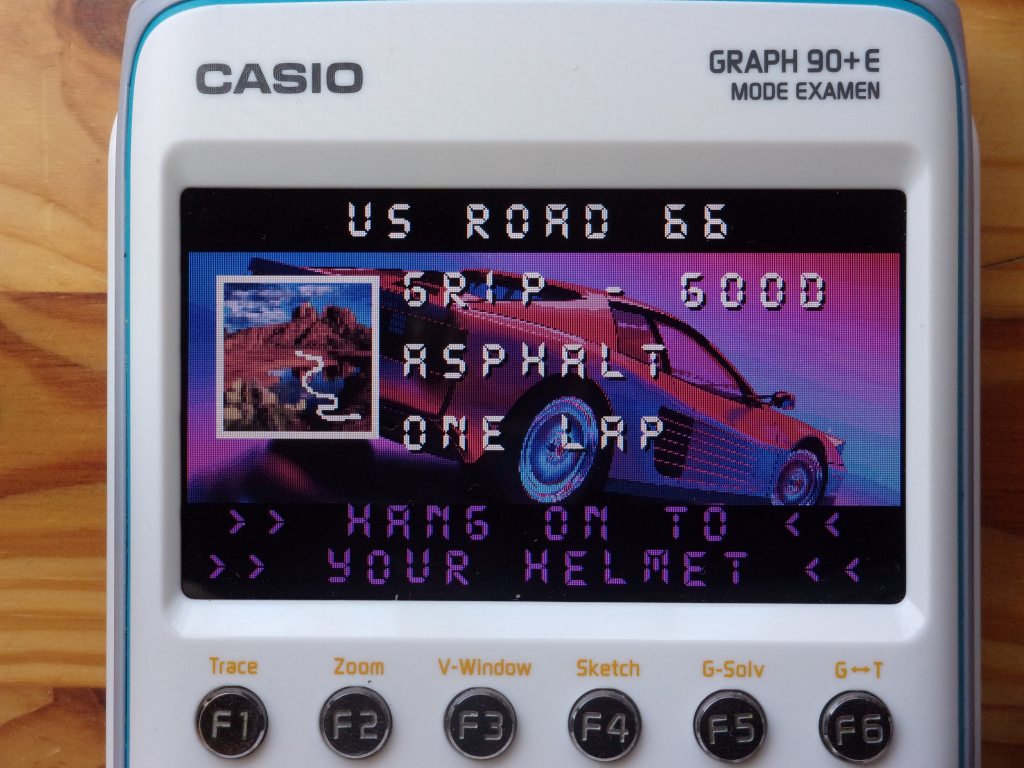 CASIO
GRAPH 90+E
MODE EXAMEN
US ROAD 66
GRIP - GOOD
ASPHALT
ONE LAP
>> HANG ON TO <<
>> YOUR HELMET <<
Trace Zoom V-Window Sketch G-Solv G↔T
F1 F2 F3 F4 F5 F6